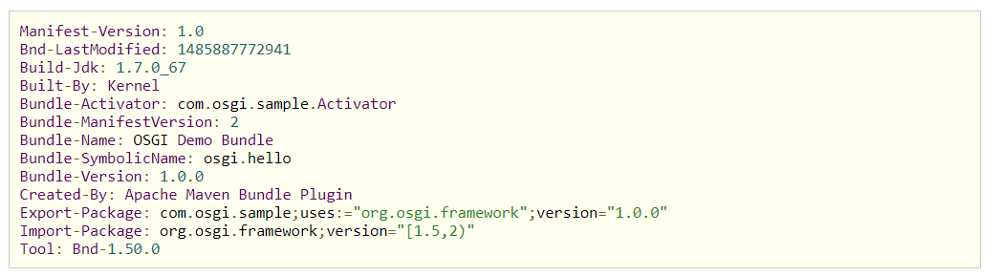 Manifest-Version: 1.0
Bnd-LastModified: 1485887772941
Build-Jdk: 1.7.0_67
Built-By: Kernel
Bundle-Activator: com.osgi.sample.Activator
Bundle-ManifestVersion: 2
Bundle-Name: OSGI Demo Bundle
Bundle-SymbolicName: osgi.hello
Bundle-Version: 1.0.0
Created-By: Apache Maven Bundle Plugin
Export-Package: com.osgi.sample;uses:="org.osgi.framework";version="1.0.0"
Import-Package: org.osgi.framework;version="[1.5,2)"
Tool: Bnd-1.50.0